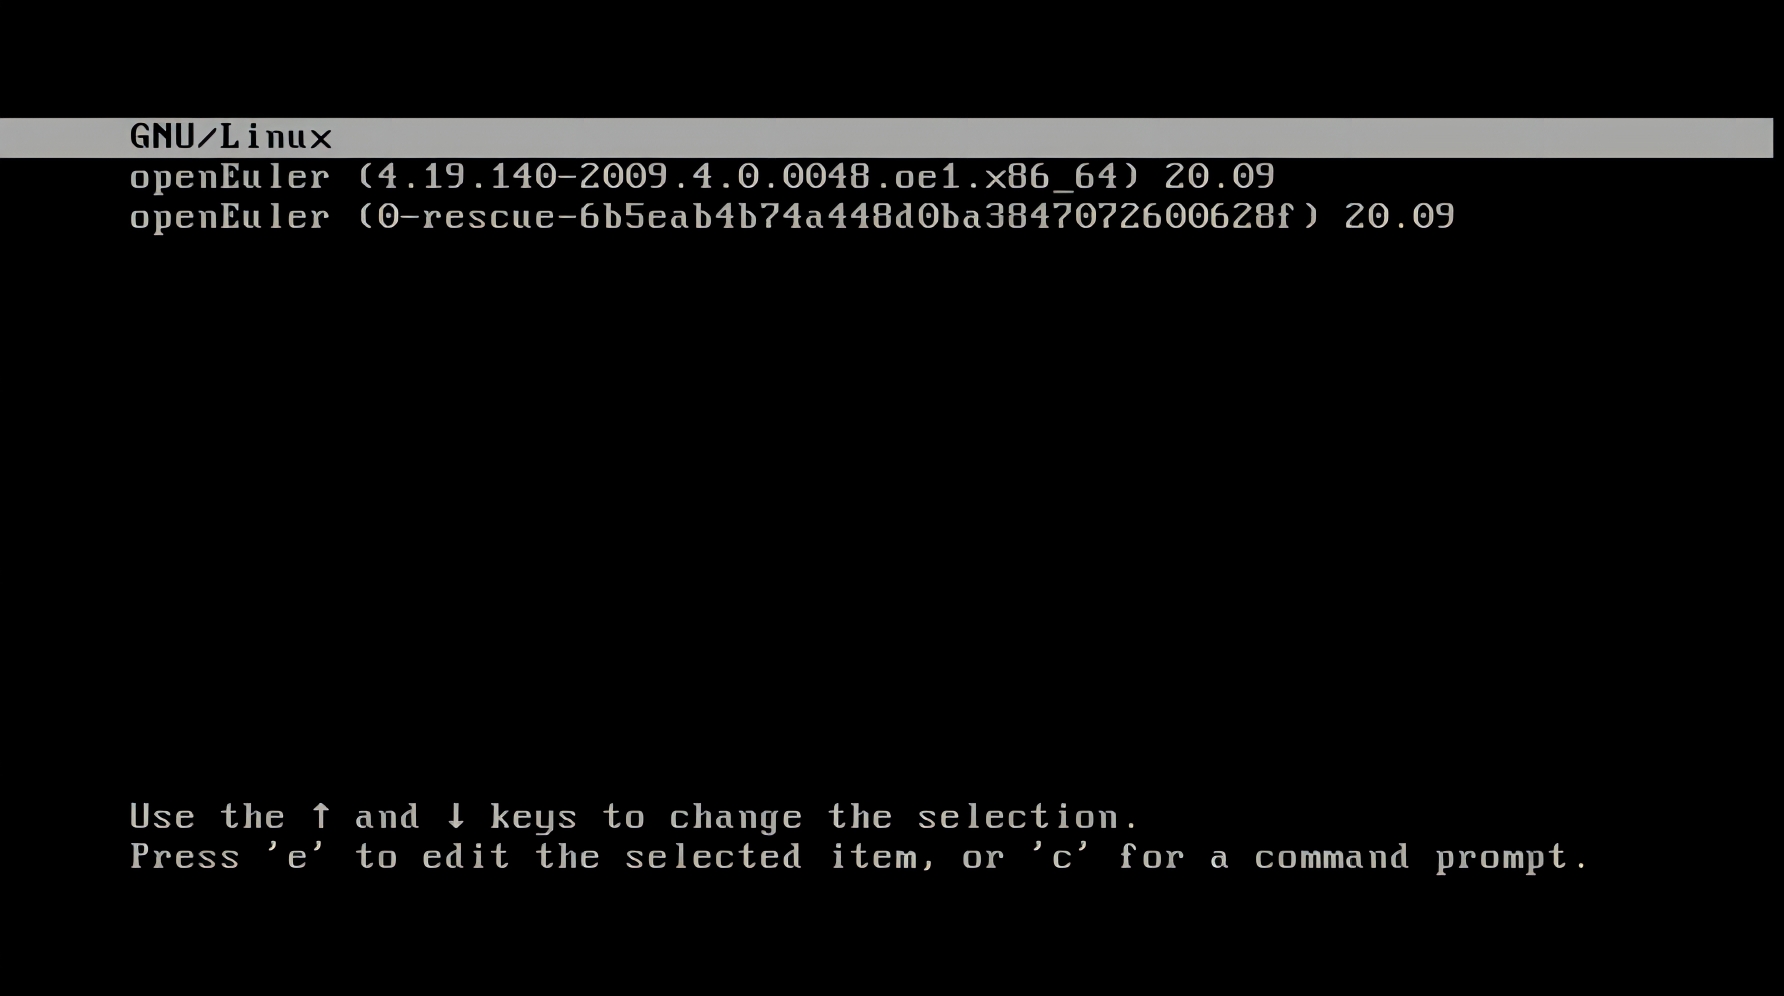 GNU/Linux
openEuler (4.19.140-2009.4.0.0048.oe1.x86_64) 20.09
openEuler (0-rescue-6b5eab4b74a448d0ba3847072600628f) 20.09
Use the ↑ and ↓ keys to change the selection.
Press 'e' to edit the selected item, or 'c' for a command prompt.